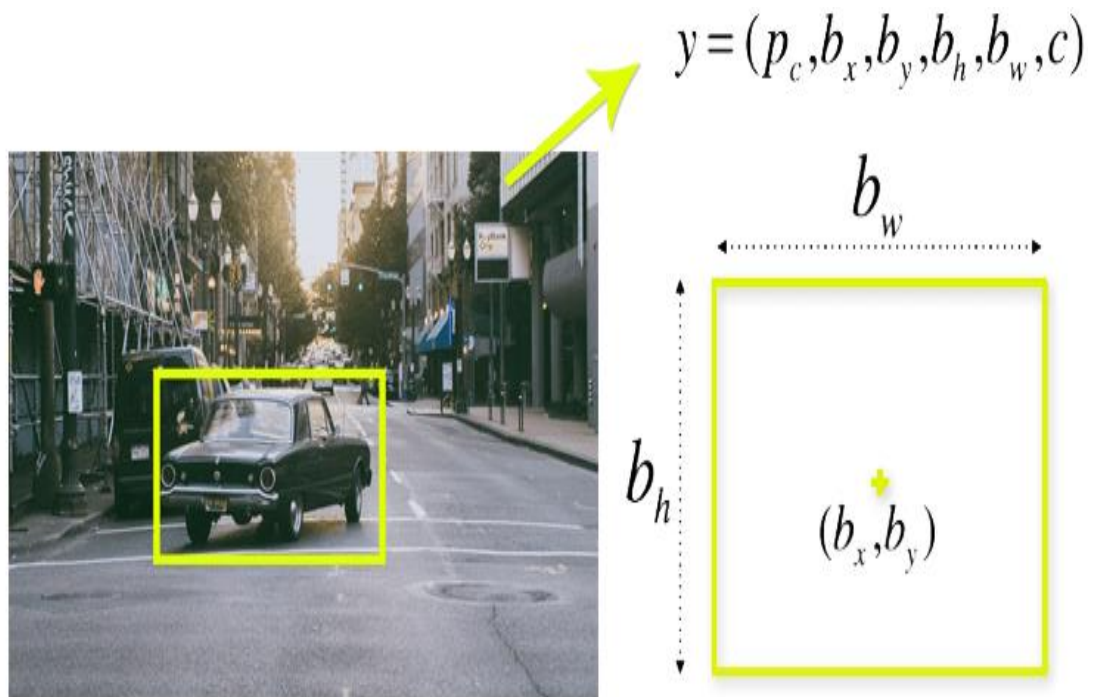 y = (p_c, b_x, b_y, b_h, b_w, c)
b_w
b_h
(b_x, b_y)